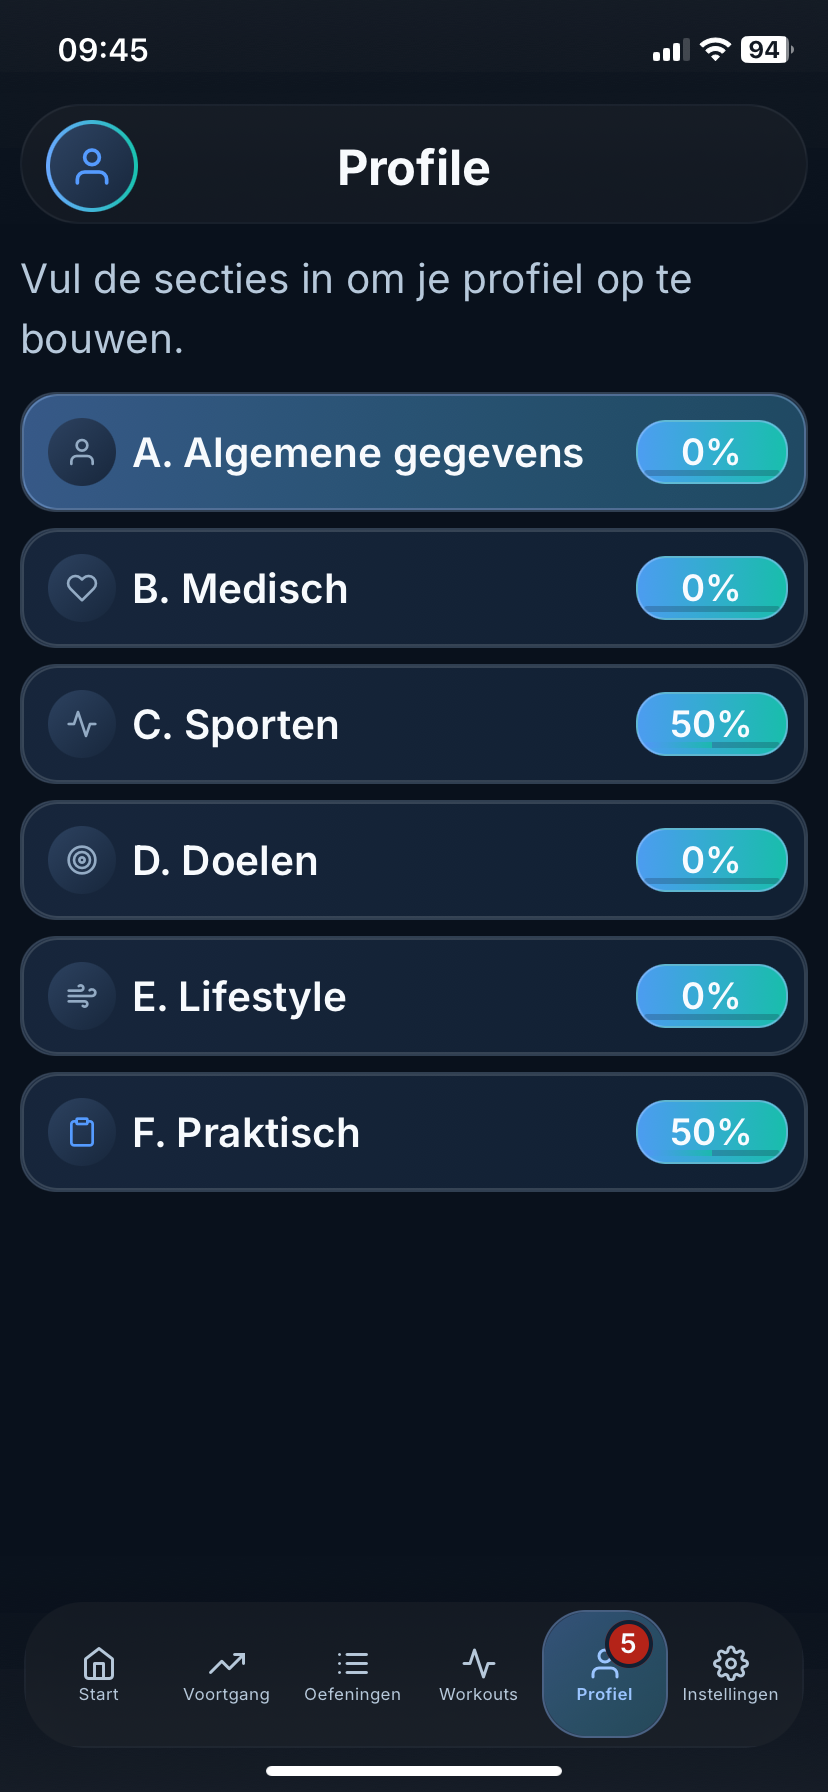 09:45
94
Profile
Vul de secties in om je profiel op te
bouwen.
A. Algemene gegevens 0%
B. Medisch 0%
C. Sporten 50%
D. Doelen 0%
E. Lifestyle 0%
F. Praktisch 50%
5
Start Voortgang Oefeningen Workouts Profiel Instellingen